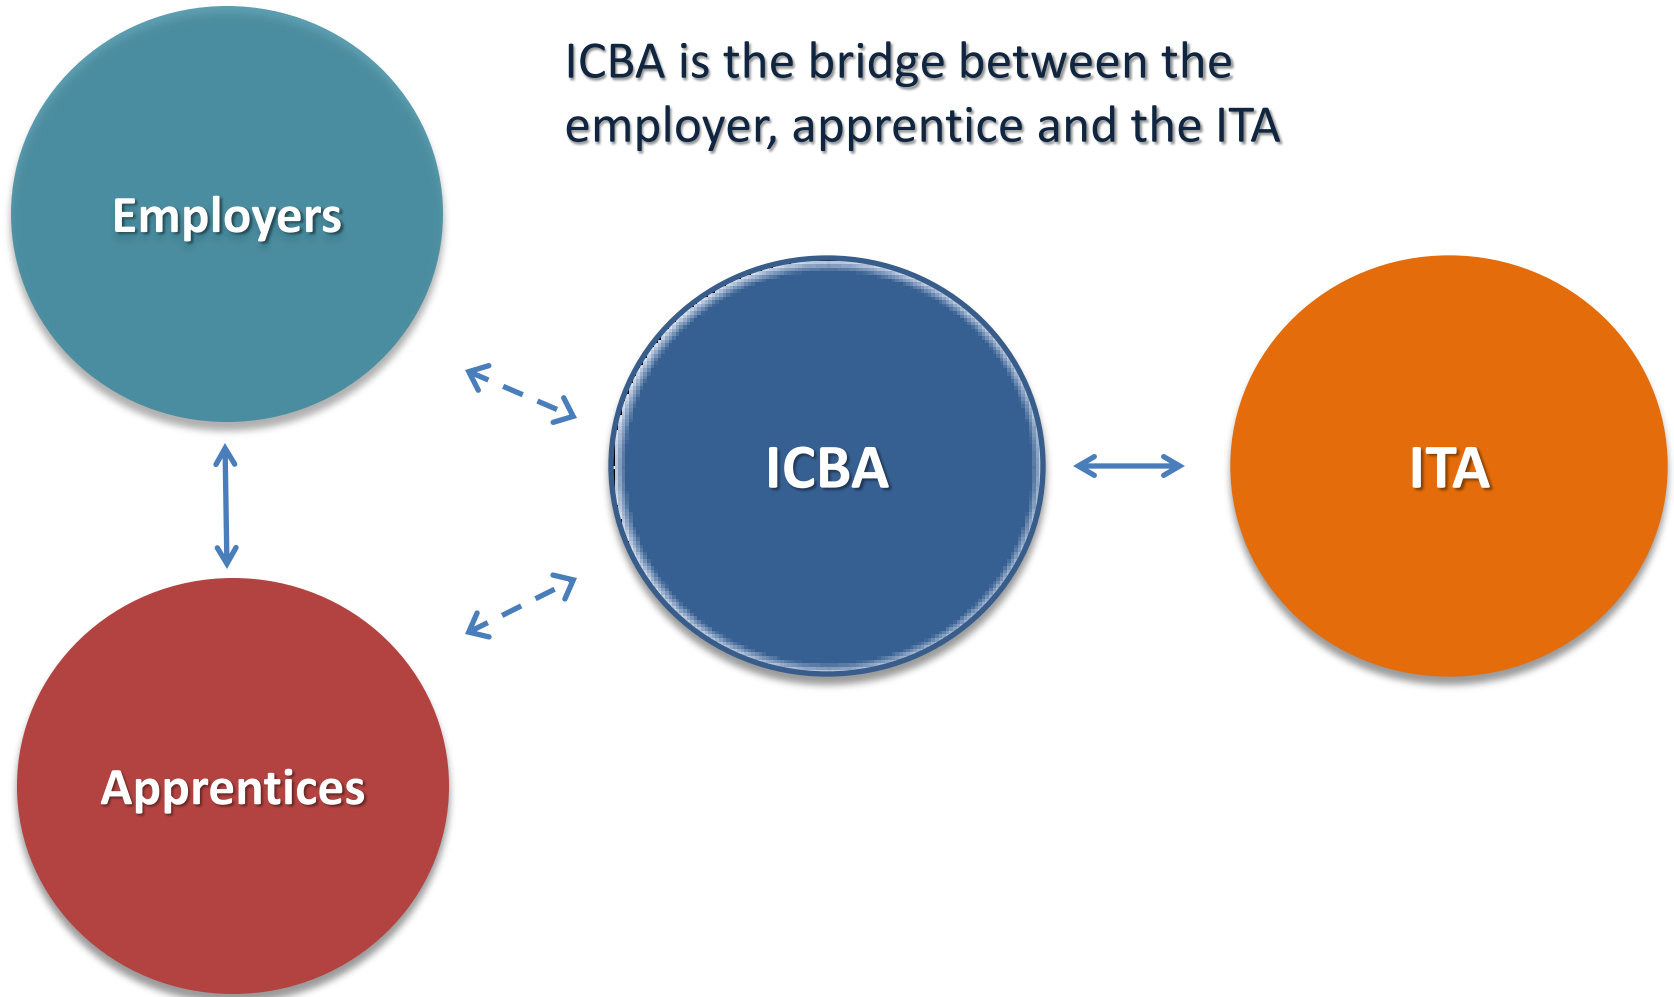 ICBA is the bridge between the
employer, apprentice and the ITA
Employers
ICBA
ITA
Apprentices